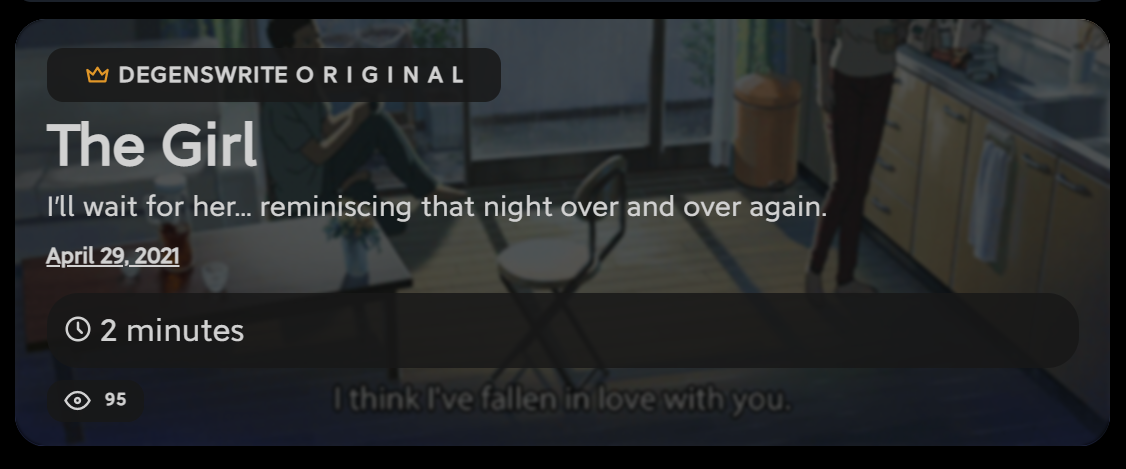 DEGENSWRITE O R I G I N A L
The Girl
I'll wait for her... reminiscing that night over and over again.
April 29, 2021
2 minutes
95
I think I've fallen in love with you.